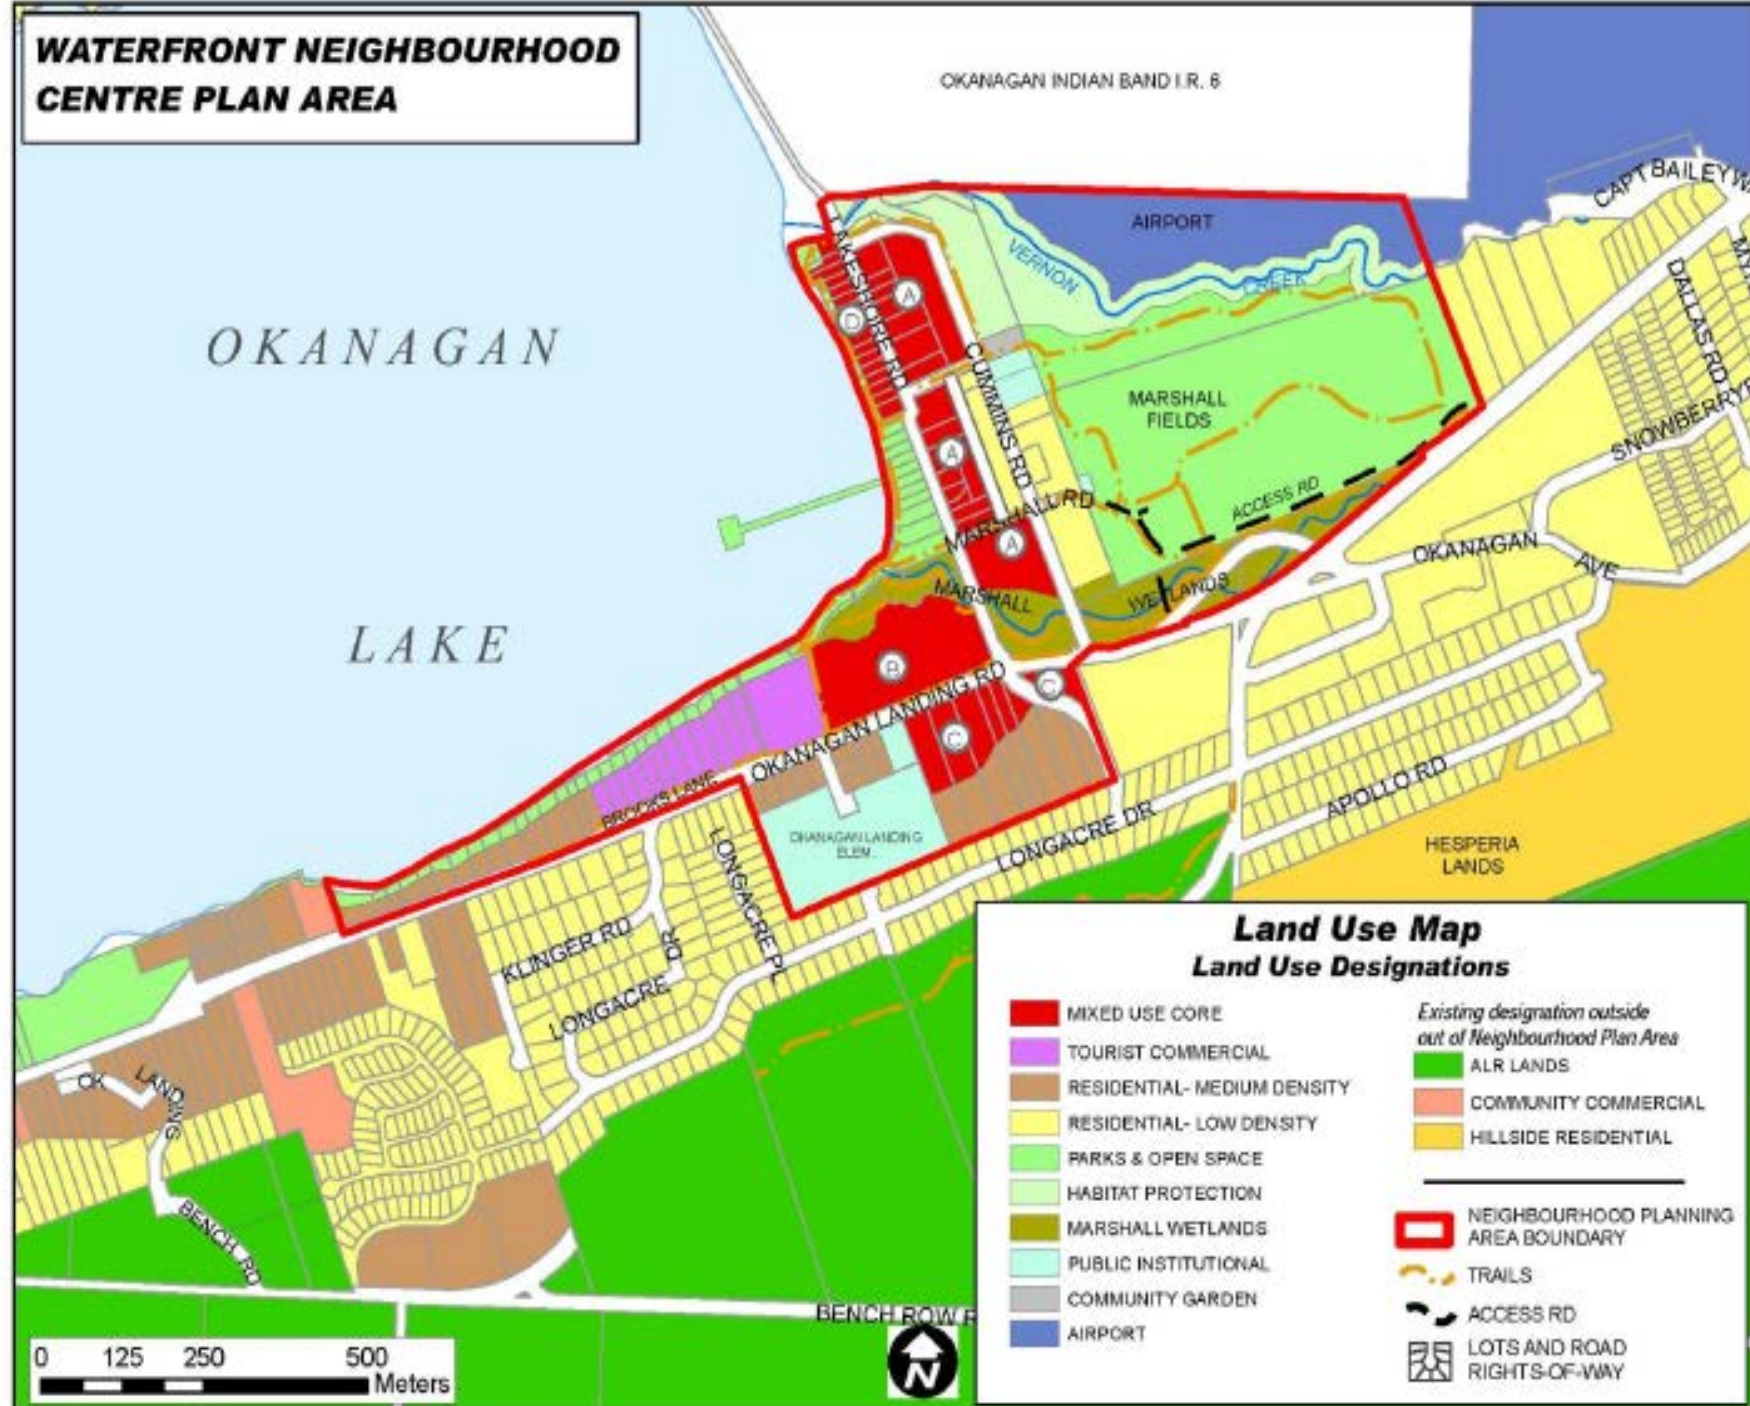 WATERFRONT NEIGHBOURHOOD
CENTRE PLAN AREA
OKANAGAN INDIAN BAND I.R. 6
CAPT BAILEY
AIRPORT
VERNON
CREEK
LAKESHORE RD
A
D
OKANAGAN
CUMMINS RD
DALLAS RD
MARSHALL
FIELDS
SNOWBERRY
A
MARSHALL RD
ACCESS RD
A
OKANAGAN
AVE
MARSHALL
WETLANDS
LAKE
B
C
OKANAGAN LANDING RD
C
BROOKS LANE
APOLLO RD
OKANAGAN LANDING
ELEM.
LONGACRE DR
HESPERIA
LANDS
LONGACRE PL
KLINGER RD
DR
LONGACRE
OK
LANDING
BENCH RD
BENCH ROW R
Land Use Map
Land Use Designations
MIXED USE CORE
TOURIST COMMERCIAL
RESIDENTIAL- MEDIUM DENSITY
RESIDENTIAL- LOW DENSITY
PARKS & OPEN SPACE
HABITAT PROTECTION
MARSHALL WETLANDS
PUBLIC INSTITUTIONAL
COMMUNITY GARDEN
AIRPORT
Existing designation outside
out of Neighbourhood Plan Area
ALR LANDS
COMMUNITY COMMERCIAL
HILLSIDE RESIDENTIAL
NEIGHBOURHOOD PLANNING
AREA BOUNDARY
TRAILS
ACCESS RD
LOTS AND ROAD
RIGHTS-OF-WAY
0 125 250 500
Meters
N